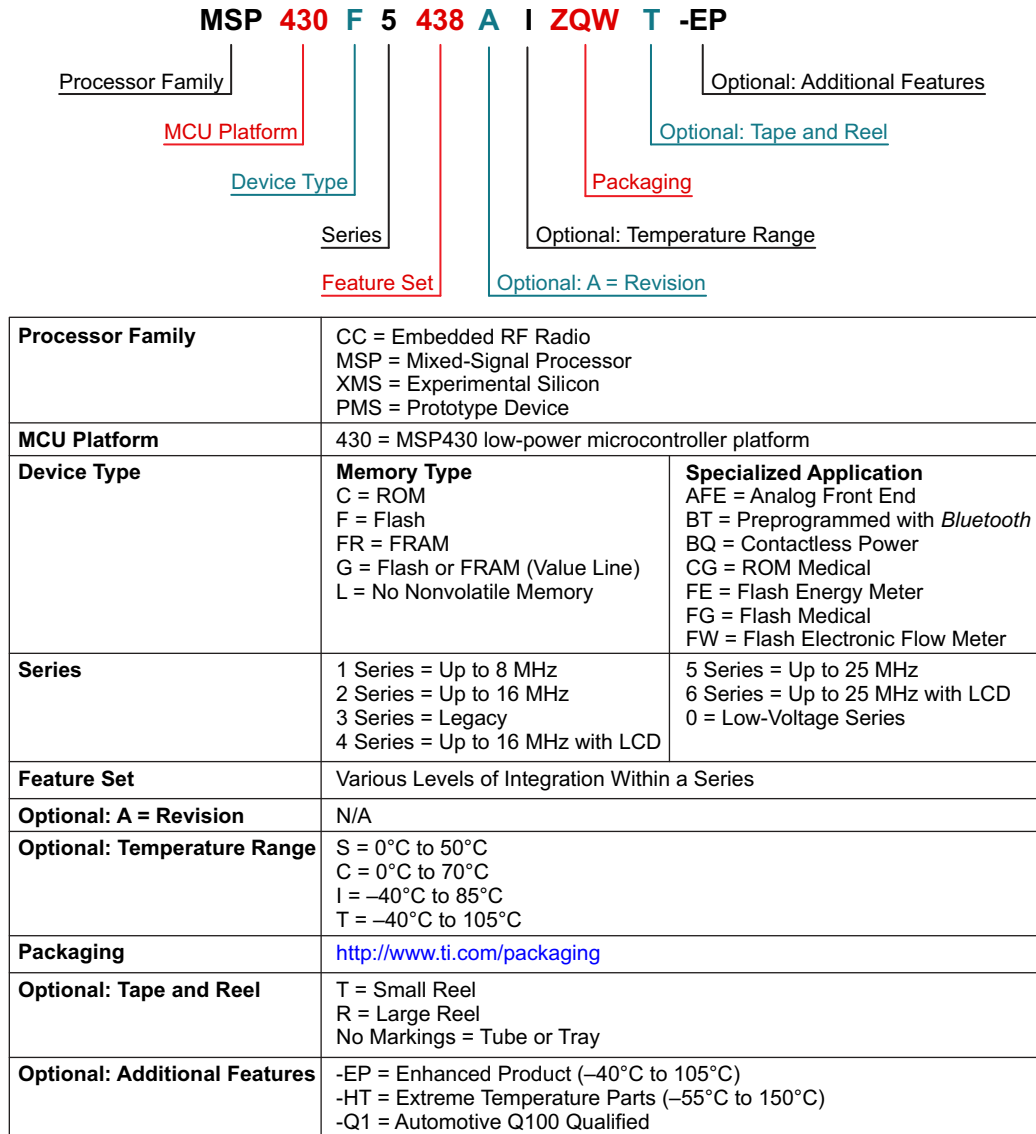 MSP 430 F 5 438 A I ZQW T -EP
Processor Family
Optional: Additional Features
MCU Platform
Optional: Tape and Reel
Device Type
Packaging
Series
Optional: Temperature Range
Feature Set
Optional: A = Revision
Processor Family
CC = Embedded RF Radio
MSP = Mixed-Signal Processor
XMS = Experimental Silicon
PMS = Prototype Device
MCU Platform
430 = MSP430 low-power microcontroller platform
Device Type
Memory Type
C = ROM
F = Flash
FR = FRAM
G = Flash or FRAM (Value Line)
L = No Nonvolatile Memory
Specialized Application
AFE = Analog Front End
BT = Preprogrammed with Bluetooth
BQ = Contactless Power
CG = ROM Medical
FE = Flash Energy Meter
FG = Flash Medical
FW = Flash Electronic Flow Meter
Series
1 Series = Up to 8 MHz
2 Series = Up to 16 MHz
3 Series = Legacy
4 Series = Up to 16 MHz with LCD
5 Series = Up to 25 MHz
6 Series = Up to 25 MHz with LCD
0 = Low-Voltage Series
Feature Set
Various Levels of Integration Within a Series
Optional: A = Revision
N/A
Optional: Temperature Range
S = 0°C to 50°C
C = 0°C to 70°C
I = –40°C to 85°C
T = –40°C to 105°C
Packaging
http://www.ti.com/packaging
Optional: Tape and Reel
T = Small Reel
R = Large Reel
No Markings = Tube or Tray
Optional: Additional Features
-EP = Enhanced Product (–40°C to 105°C)
-HT = Extreme Temperature Parts (–55°C to 150°C)
-Q1 = Automotive Q100 Qualified